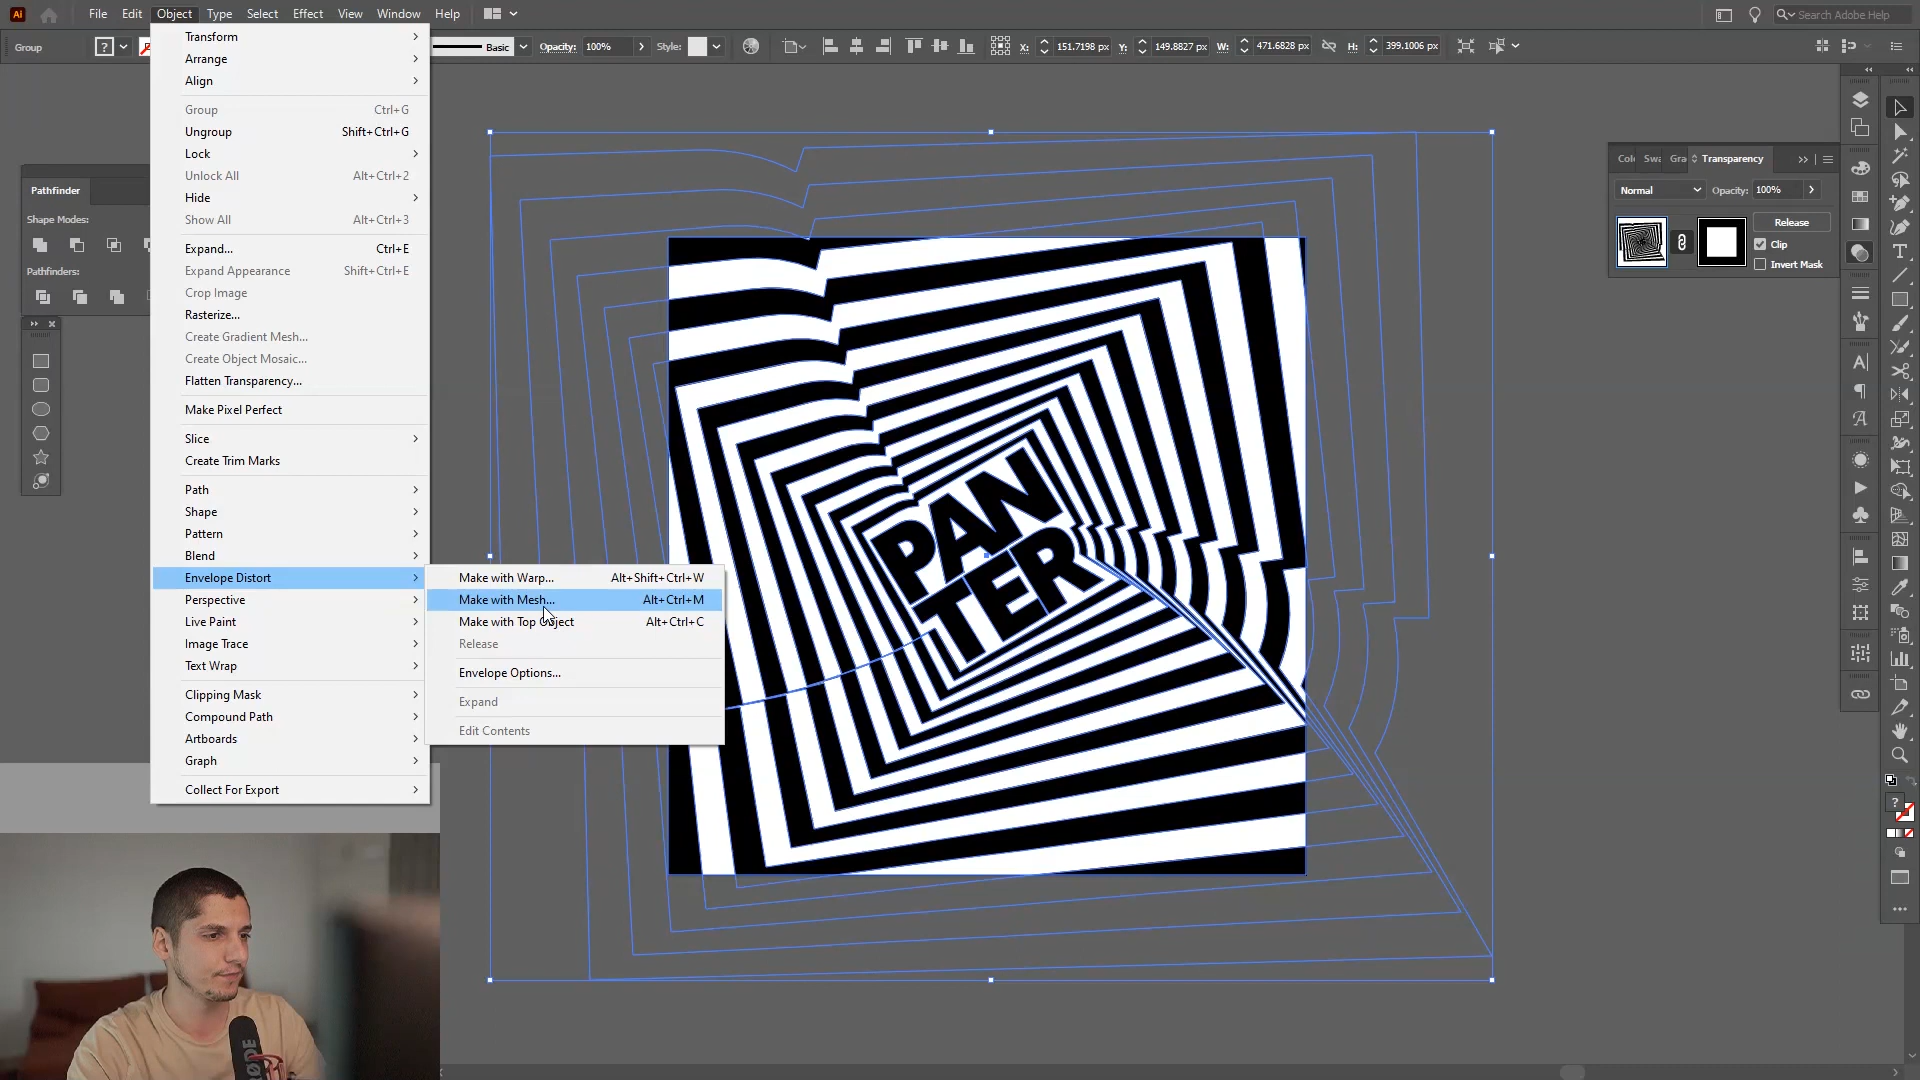 Ai
File Edit Object Type Select Effect View Window Help
Search Adobe Help
Group
?
Basic
Opacity: 100%
Style:
X: 151.7198 px Y: 149.8827 px W: 471.6828 px H: 399.1006 px
Transform
Arrange
Align
Group Ctrl+G
Ungroup Shift+Ctrl+G
Lock
Unlock All Alt+Ctrl+2
Hide
Show All Alt+Ctrl+3
Expand... Ctrl+E
Expand Appearance Shift+Ctrl+E
Crop Image
Rasterize...
Create Gradient Mesh...
Create Object Mosaic...
Flatten Transparency...
Make Pixel Perfect
Slice
Create Trim Marks
Path
Shape
Pattern
Blend
Envelope Distort
Perspective
Live Paint
Image Trace
Text Wrap
Clipping Mask
Compound Path
Artboards
Graph
Collect For Export
Make with Warp... Alt+Shift+Ctrl+W
Make with Mesh... Alt+Ctrl+M
Make with Top Object Alt+Ctrl+C
Release
Envelope Options...
Expand
Edit Contents
Pathfinder
Shape Modes:
Pathfinders:
PAN
TER
Colo Swa Gra Transparency
Normal Opacity: 100%
Release
Clip
Invert Mask
?
RØDE